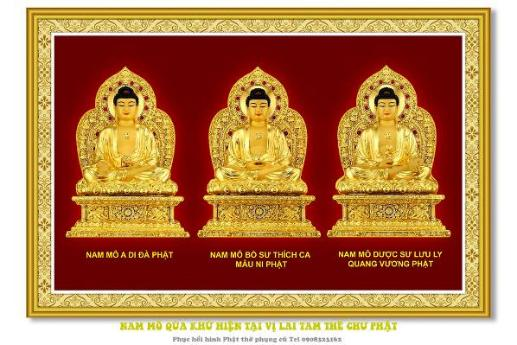 NAM MÔ A DI ĐÀ PHẬT
NAM MÔ BỔ SƯ THÍCH CA
MÂU NI PHẬT
NAM MÔ DƯỢC SƯ LƯU LY
QUANG VƯƠNG PHẬT
NAM MÔ QUÁ KHỨ HIỆN TẠI VỊ LAI TAM THẾ CHƯ PHẬT
Phục hồi hình Phật thờ phụng cũ Tel 0908325162